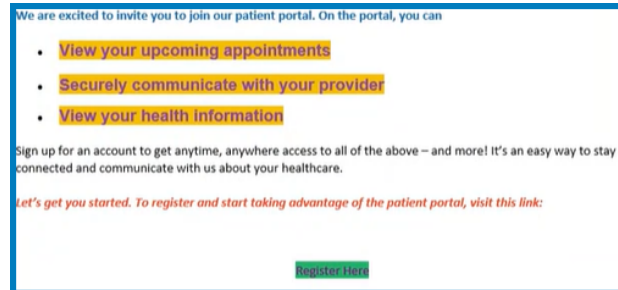 We are excited to invite you to join our patient portal. On the portal, you can
• View your upcoming appointments
• Securely communicate with your provider
• View your health information
Sign up for an account to get anytime, anywhere access to all of the above – and more! It's an easy way to stay
connected and communicate with us about your healthcare.
Let's get you started. To register and start taking advantage of the patient portal, visit this link:
Register Here